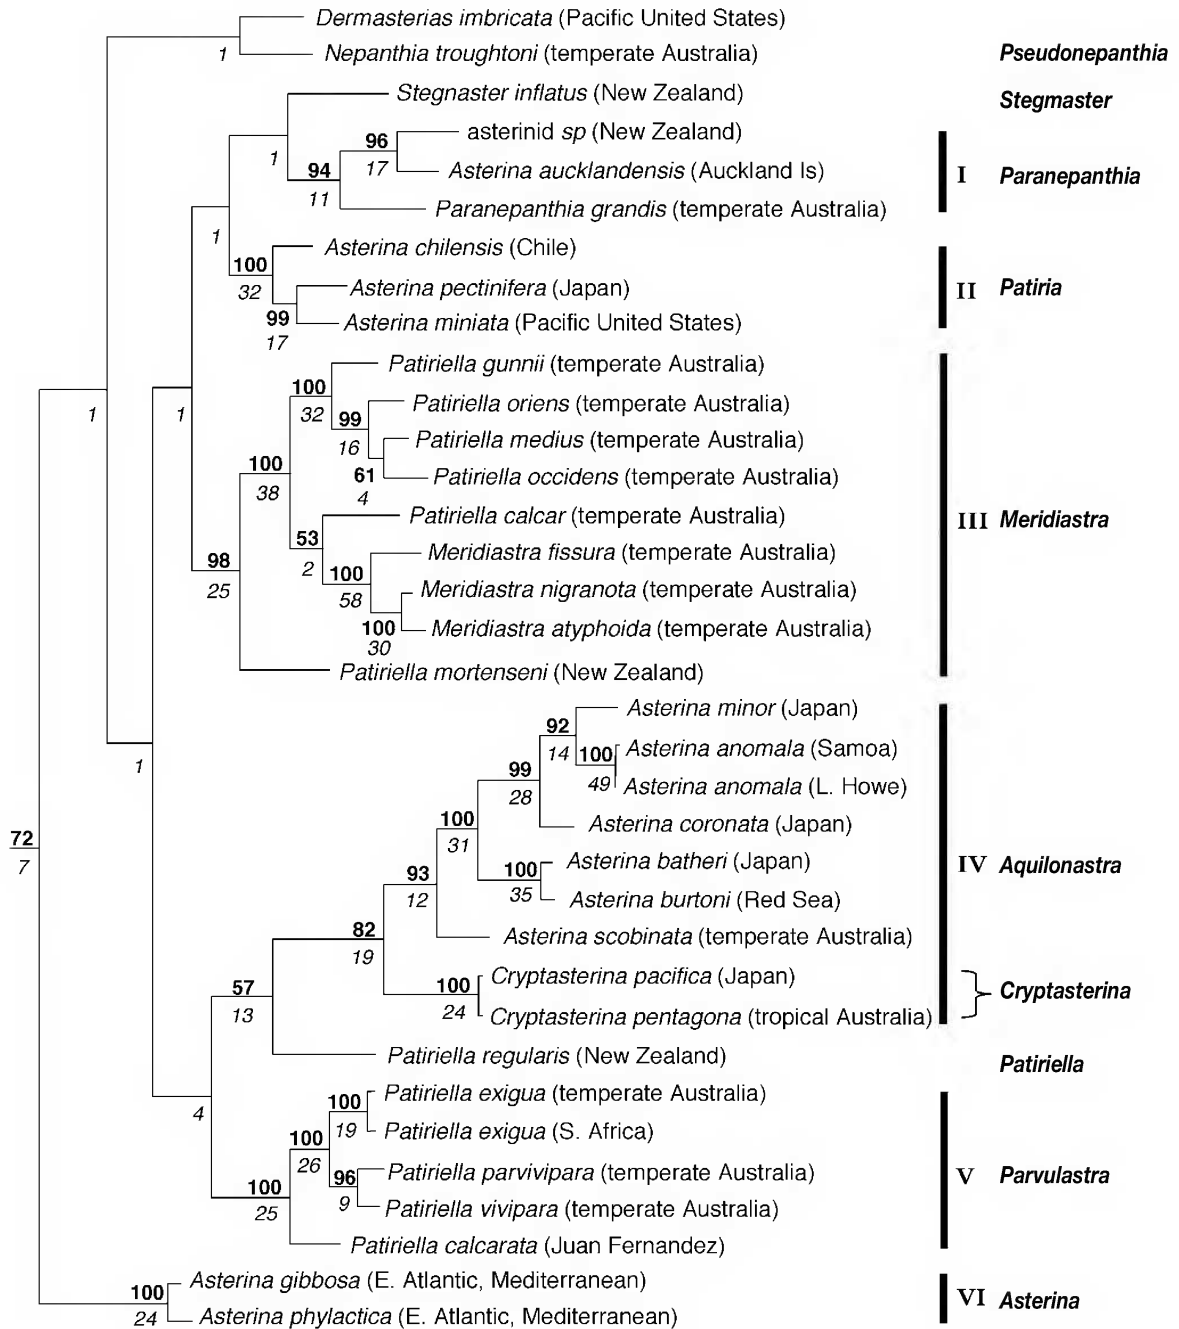 Dermasterias imbricata (Pacific United States)
1
Nepanthia troughtoni (temperate Australia)
Pseudonepanthia
Stegnaster inflatus (New Zealand)
Stegmaster
asterinid sp (New Zealand)
96
1
17
Asterina aucklandensis (Auckland Is)
94
I Paranepanthia
11
Paranepanthia grandis (temperate Australia)
1
Asterina chilensis (Chile)
100
32
Asterina pectinifera (Japan)
II Patiria
99
Asterina miniata (Pacific United States)
17
Patiriella gunnii (temperate Australia)
100
1
1
32
Patiriella oriens (temperate Australia)
99
16
Patiriella medius (temperate Australia)
100
61
Patiriella occidens (temperate Australia)
38
4
Patiriella calcar (temperate Australia)
III Meridiastra
53
2
Meridiastra fissura (temperate Australia)
98
100
25
58
Meridiastra nigranota (temperate Australia)
100
Meridiastra atyphoida (temperate Australia)
30
Patiriella mortenseni (New Zealand)
Asterina minor (Japan)
92
14
100
Asterina anomala (Samoa)
1
99
49
Asterina anomala (L. Howe)
28
100
Asterina coronata (Japan)
72
31
7
Asterina batheri (Japan)
IV Aquilonastra
93
100
12
35
Asterina burtoni (Red Sea)
82
Asterina scobinata (temperate Australia)
19
Cryptasterina pacifica (Japan)
57
100
Cryptasterina
13
24
Cryptasterina pentagona (tropical Australia)
Patiriella regularis (New Zealand)
Patiriella
4
Patiriella exigua (temperate Australia)
100
19
Patiriella exigua (S. Africa)
100
26
Patiriella parvivipara (temperate Australia)
96
V Parvulastra
100
9
Patiriella vivipara (temperate Australia)
25
Patiriella calcarata (Juan Fernandez)
Asterina gibbosa (E. Atlantic, Mediterranean)
100
VI Asterina
24
Asterina phylactica (E. Atlantic, Mediterranean)